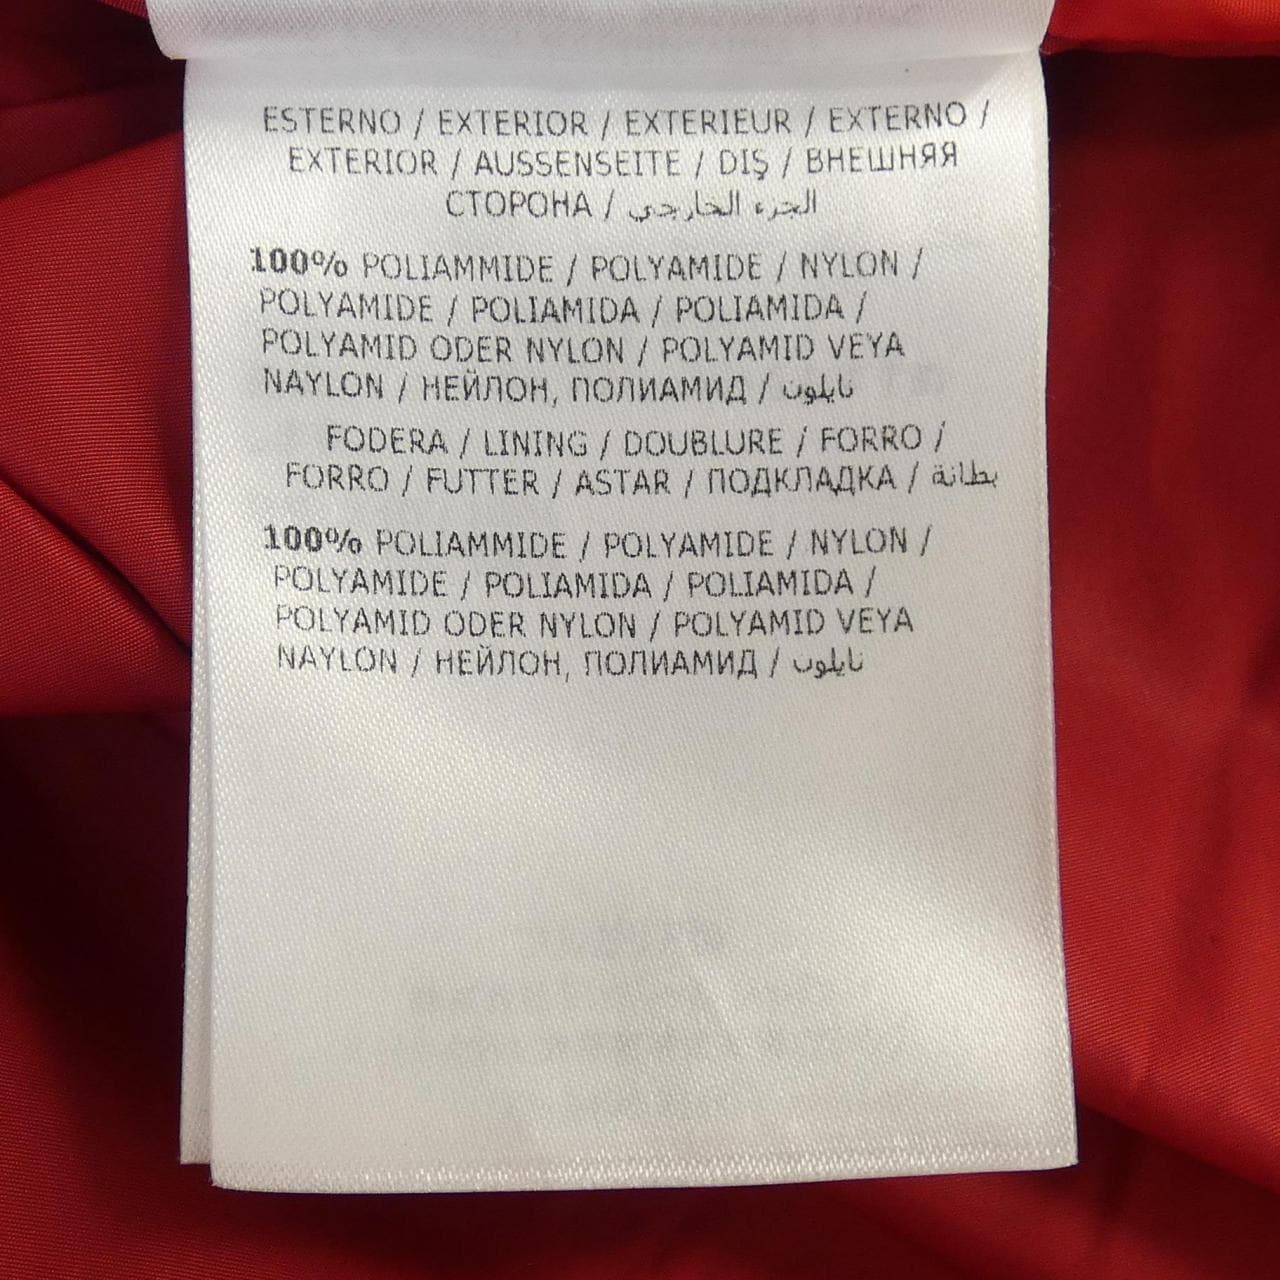 ESTERNO / EXTERIOR / EXTERIEUR / EXTERNO /
EXTERIOR / AUSSENSEITE / DIŞ / ВНЕШНЯЯ
СТОРОНА / الجزء الخارجي
100% POLIAMMIDE / POLYAMIDE / NYLON /
POLYAMIDE / POLIAMIDA / POLIAMIDA /
POLYAMID ODER NYLON / POLYAMID VEYA
NAYLON / НЕЙЛОН, ПОЛИАМИД / نايلون
FODERA / LINING / DOUBLURE / FORRO /
FORRO / FUTTER / ASTAR / ПОДКЛАДКА / بطانة
100% POLIAMMIDE / POLYAMIDE / NYLON /
POLYAMIDE / POLIAMIDA / POLIAMIDA /
POLYAMID ODER NYLON / POLYAMID VEYA
NAYLON / НЕЙЛОН, ПОЛИАМИД / نايلون